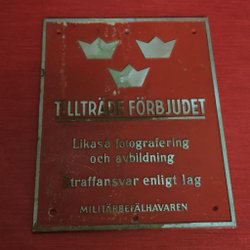 TILLTRÄDE FÖRBJUDET
Likaså fotografering
och avbildning
Straffansvar enligt lag
MILITÄRBEFÄLHAVAREN